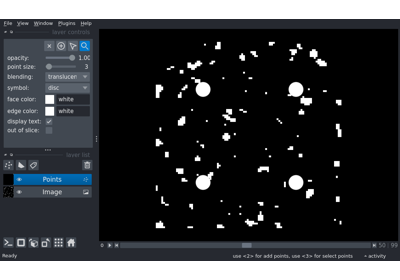 File View Window Plugins Help
layer controls
opacity: 1.00
point size: 3
blending: translucen
symbol: disc
face color: white
edge color: white
display text:
out of slice:
layer list
Points
Image
0 50 99
Ready use <2> for add points, use <3> for select points activity